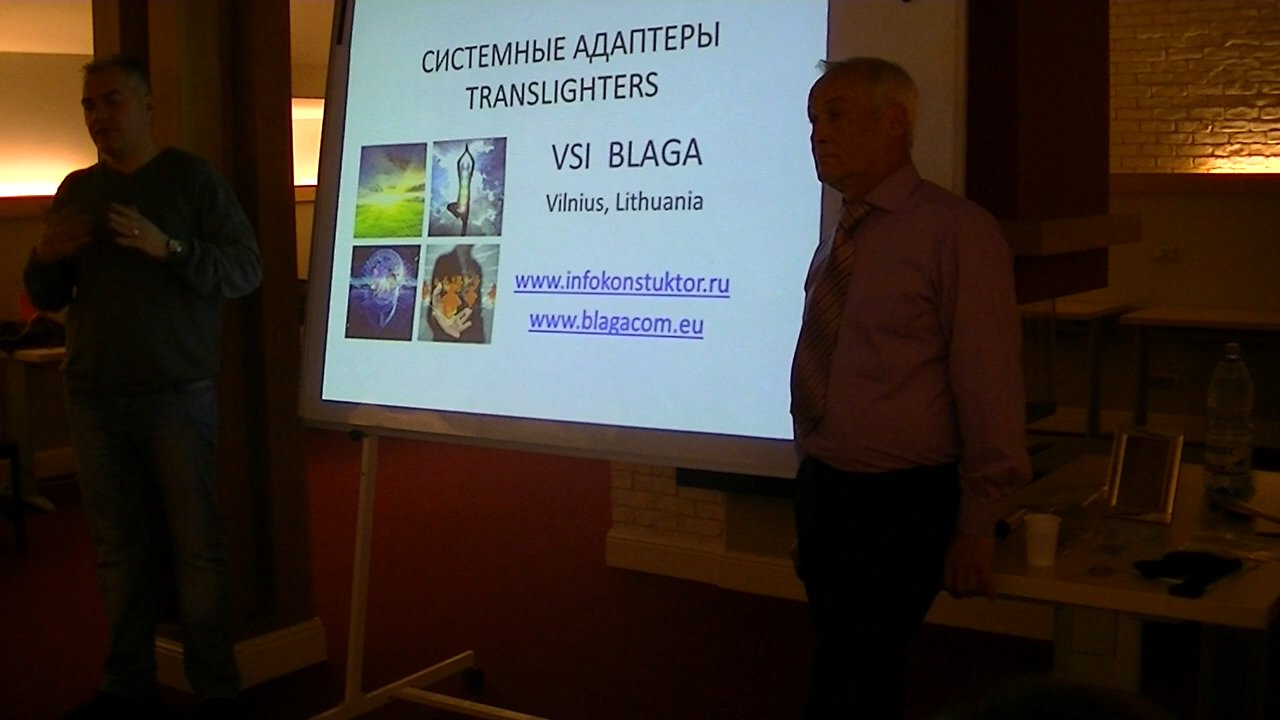 СИСТЕМНЫЕ АДАПТЕРЫ
TRANSLIGHTERS
VSI BLAGA
Vilnius, Lithuania
www.infokonstuktor.ru
www.blagacom.eu